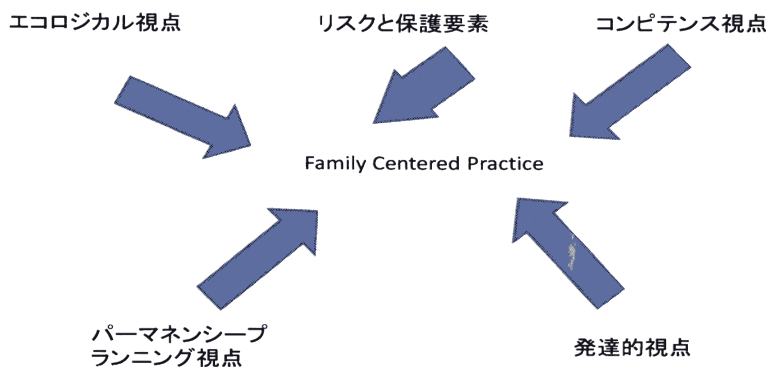 エコロジカル視点
リスクと保護要素
コンピテンス視点
Family Centered Practice
パーマネンシープ
ランニング視点
発達的視点